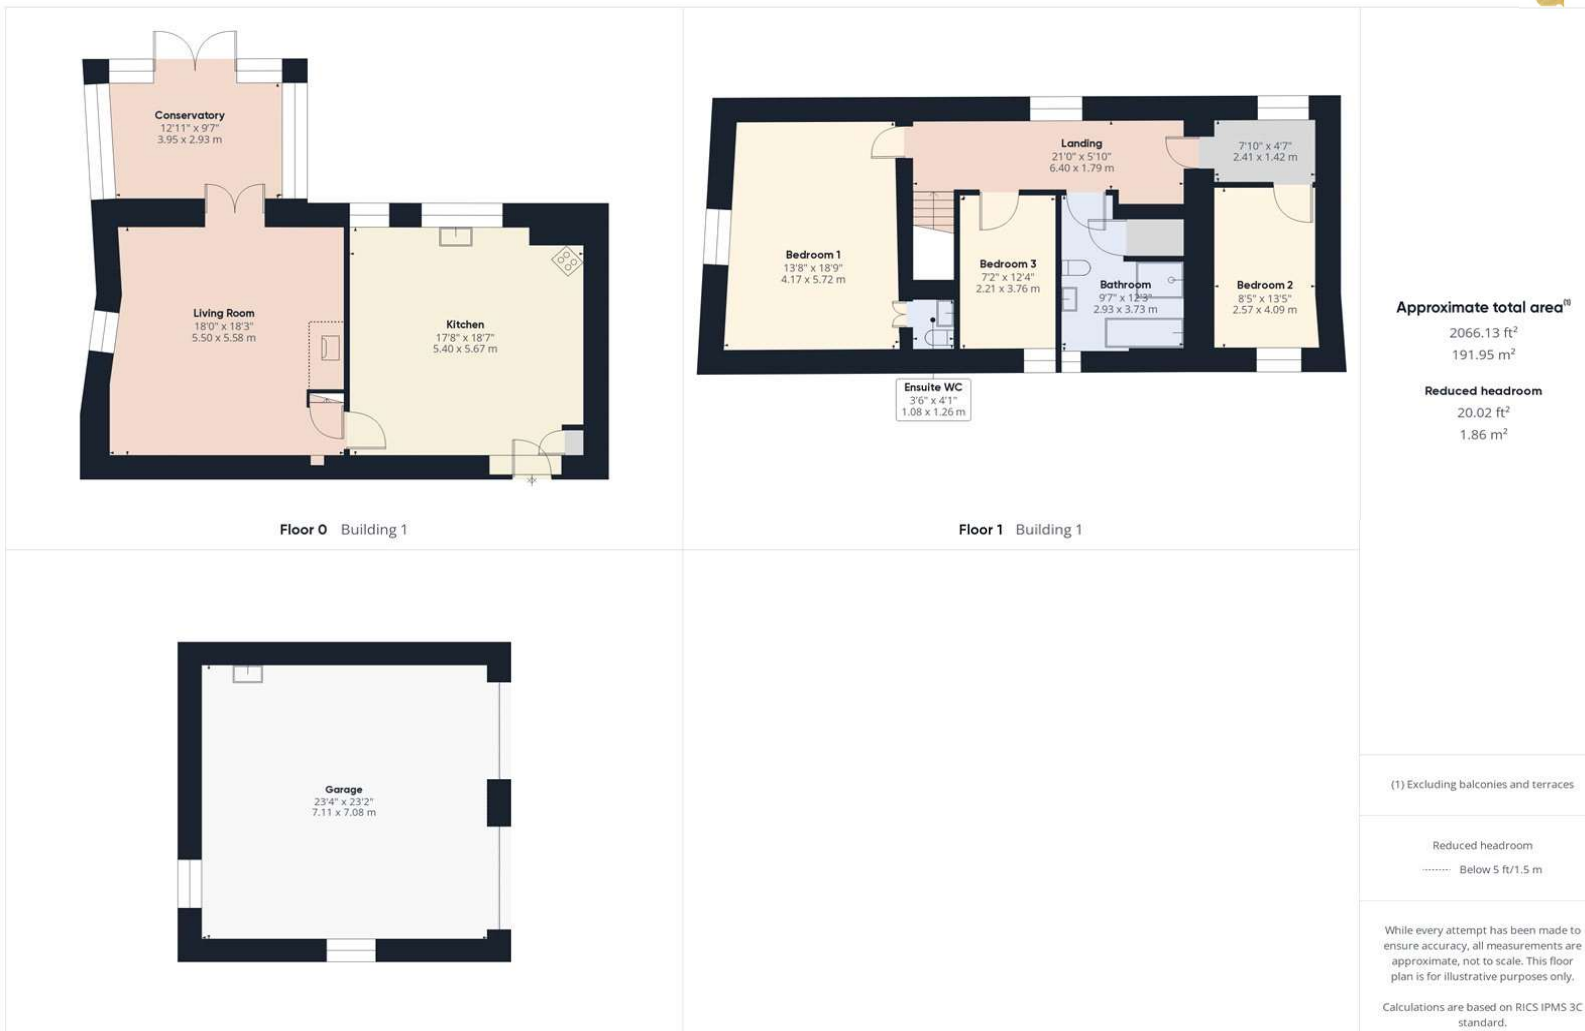 Conservatory
12'11" x 9'7"
3.95 x 2.93 m
Living Room
18'0" x 18'3"
5.50 x 5.58 m
Kitchen
17'8" x 18'7"
5.40 x 5.67 m
Floor 0 Building 1
Landing
21'0" x 5'10"
6.40 x 1.79 m
7'10" x 4'7"
2.41 x 1.42 m
Bedroom 1
13'8" x 18'9"
4.17 x 5.72 m
Bedroom 3
7'2" x 12'4"
2.21 x 3.76 m
Bathroom
9'7" x 12'3"
2.93 x 3.73 m
Bedroom 2
8'5" x 13'5"
2.57 x 4.09 m
Ensuite WC
3'6" x 4'1"
1.08 x 1.26 m
Floor 1 Building 1
Garage
23'4" x 23'2"
7.11 x 7.08 m
Approximate total area(1)
2066.13 ft²
191.95 m²
Reduced headroom
20.02 ft²
1.86 m²
(1) Excluding balconies and terraces
Reduced headroom
Below 5 ft/1.5 m
While every attempt has been made to
ensure accuracy, all measurements are
approximate, not to scale. This floor
plan is for illustrative purposes only.
Calculations are based on RICS IPMS 3C
standard.